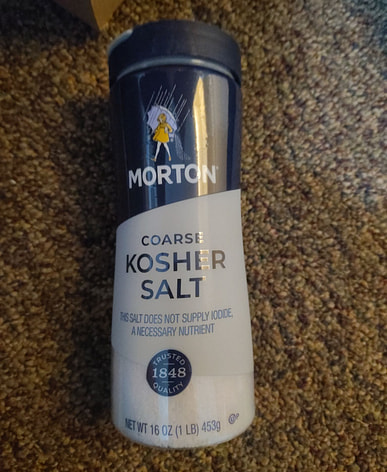 MORTON
COARSE
KOSHER
SALT
THIS SALT DOES NOT SUPPLY IODIDE,
A NECESSARY NUTRIENT
TRUSTED
1848
QUALITY
NET WT 16 OZ (1 LB) 453g